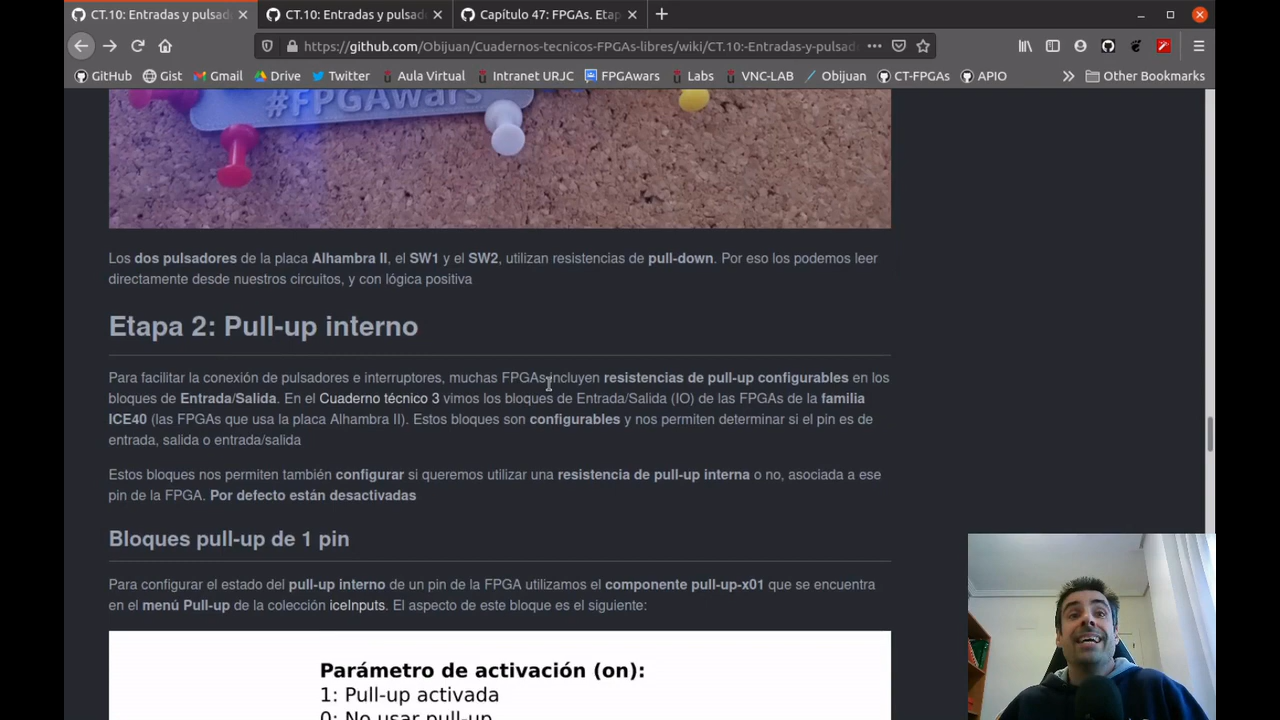 CT.10: Entradas y pulsad
CT.10: Entradas y pulsad
Capítulo 47: FPGAs. Etap
https://github.com/Obijuan/Cuadernos-tecnicos-FPGAs-libres/wiki/CT.10:-Entradas-y-pulsad
GitHub Gist Gmail Drive Twitter Aula Virtual Intranet URJC FPGAwars Labs VNC-LAB Obijuan CT-FPGAs APIO Other Bookmarks
#FPGAwars
Los dos pulsadores de la placa Alhambra II, el SW1 y el SW2, utilizan resistencias de pull-down. Por eso los podemos leer
directamente desde nuestros circuitos, y con lógica positiva
Etapa 2: Pull-up interno
Para facilitar la conexión de pulsadores e interruptores, muchas FPGAs incluyen resistencias de pull-up configurables en los
bloques de Entrada/Salida. En el Cuaderno técnico 3 vimos los bloques de Entrada/Salida (IO) de las FPGAs de la familia
ICE40 (las FPGAs que usa la placa Alhambra II). Estos bloques son configurables y nos permiten determinar si el pin es de
entrada, salida o entrada/salida
Estos bloques nos permiten también configurar si queremos utilizar una resistencia de pull-up interna o no, asociada a ese
pin de la FPGA. Por defecto están desactivadas
Bloques pull-up de 1 pin
Para configurar el estado del pull-up interno de un pin de la FPGA utilizamos el componente pull-up-x01 que se encuentra
en el menú Pull-up de la colección iceInputs. El aspecto de este bloque es el siguiente:
Parámetro de activación (on):
1: Pull-up activada
0: No usar pull-up